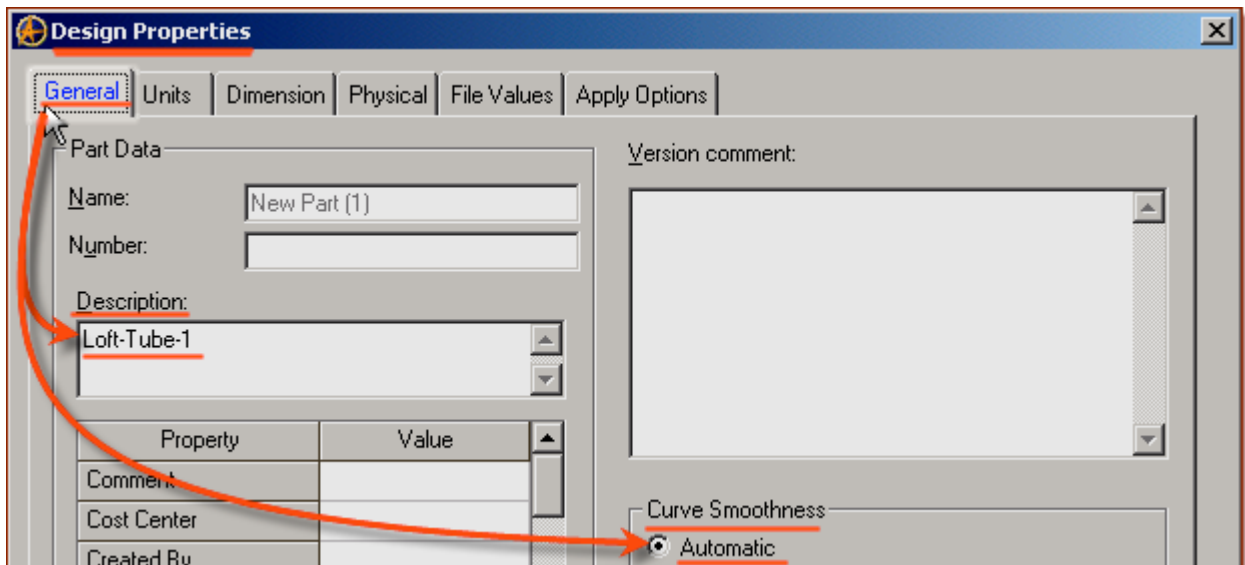 Design Properties
General Units Dimension Physical File Values Apply Options
Part Data
Name: New Part (1)
Number:
Description:
Loft-Tube-1
Property Value
Comment
Cost Center
Created By
Version comment:
Curve Smoothness
Automatic